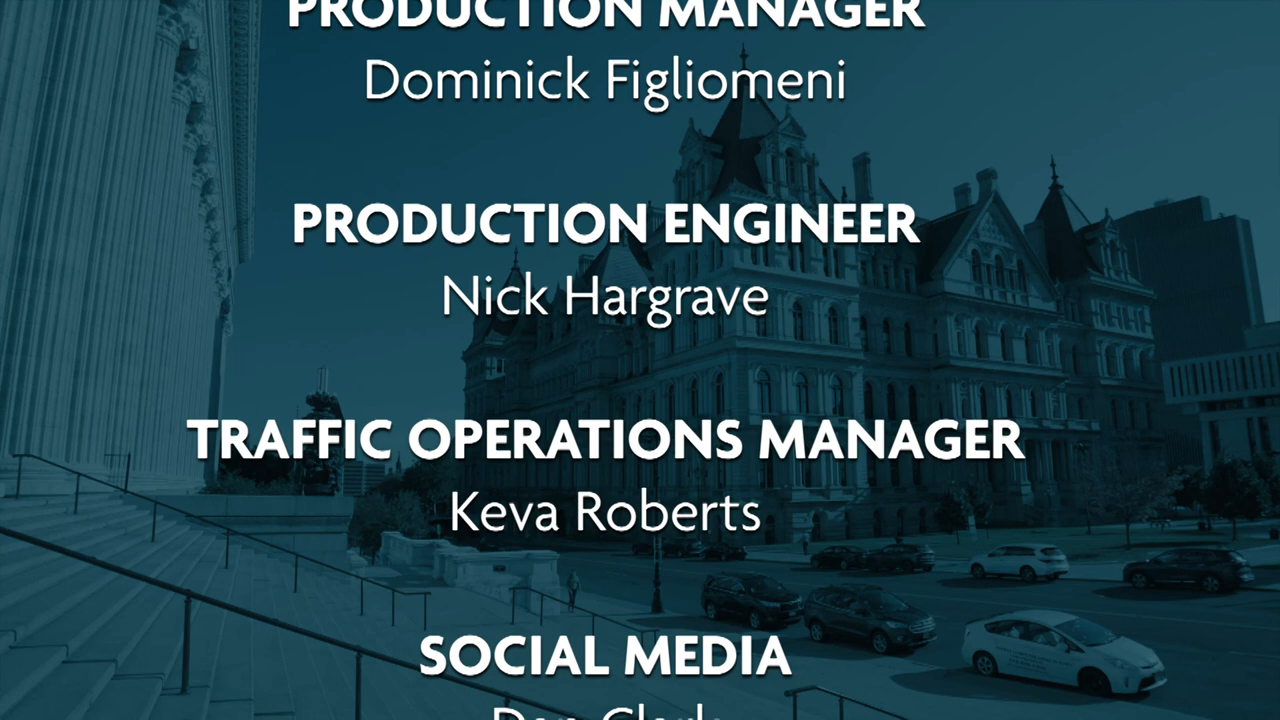 PRODUCTION MANAGER
Dominick Figliomeni
PRODUCTION ENGINEER
Nick Hargrave
TRAFFIC OPERATIONS MANAGER
Keva Roberts
SOCIAL MEDIA